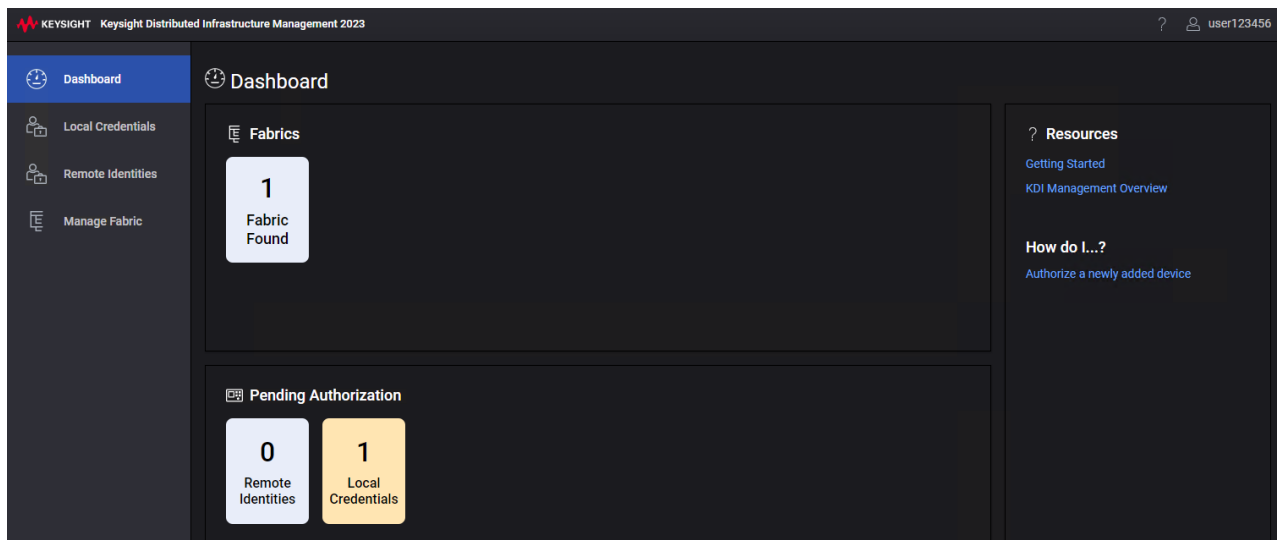 KEYSIGHT Keysight Distributed Infrastructure Management 2023
? user123456
Dashboard
Local Credentials
Remote Identities
Manage Fabric
Dashboard
Fabrics
1
Fabric
Found
Pending Authorization
0
Remote
Identities
1
Local
Credentials
? Resources
Getting Started
KDI Management Overview
How do I...?
Authorize a newly added device